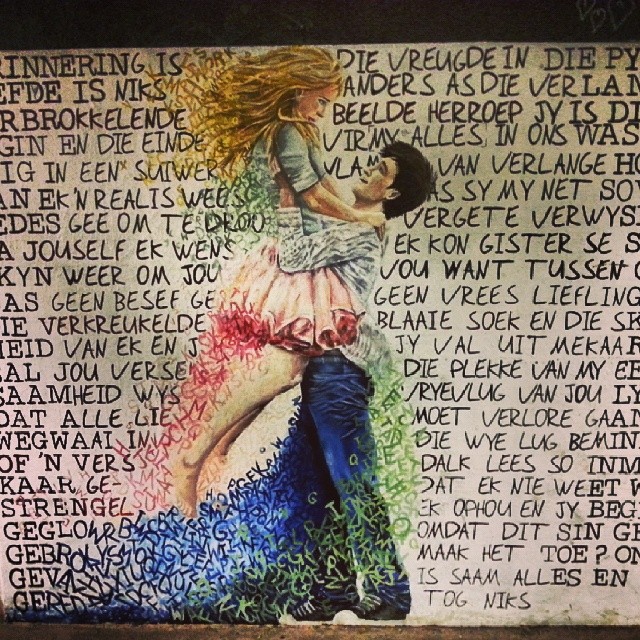 RINNERING IS DIE VREUGDE IN DIE PY
EFDE IS NIKS ANDERS AS DIE VERLAN
RBROKKELENDE BEELDE HERROEP JY IS DI
GIN EN DIE EINDE VIR MY ALLES IN ONS WAS
IG IN EEN SUIWER VLAM VAN VERLANGE HO
AN EK'N REALIS WEES AS SY MY NET SO
EDES GEE OM TE DROO VERGETE VERWYS
A JOUSELF EK WENS EK KON GISTER SE S
KYN WEER OM JOU VOU WANT TUSSEN O
AS GEEN BESEF GE GEEN VREES LIEFLING
IE VERKREUKELDE BLAAIE SOEK EN DIE SK
HEID VAN EK EN J JY VAL UIT MEKAAR
AL JOU VERSE DIE PLEKKE VAN MY EE
SAAMHEID WYS VRYEVLUG VAN JOU LY
DAT ALLE LIE MOET VERLORE GAAN
WEGWAAI IN DIE WYE LUG BEMIN
OF 'N VERS DALK LEES SO INM
KAAR GE- DAT EK NIE WEET W
STRENGEL EK OPHOU EN JY BEGI
GEGLO OMDAT DIT SIN GE
GEBRO MAAK HET TOE? ON
GEVA IS SAAM ALLES EN
GE TOG NIKS